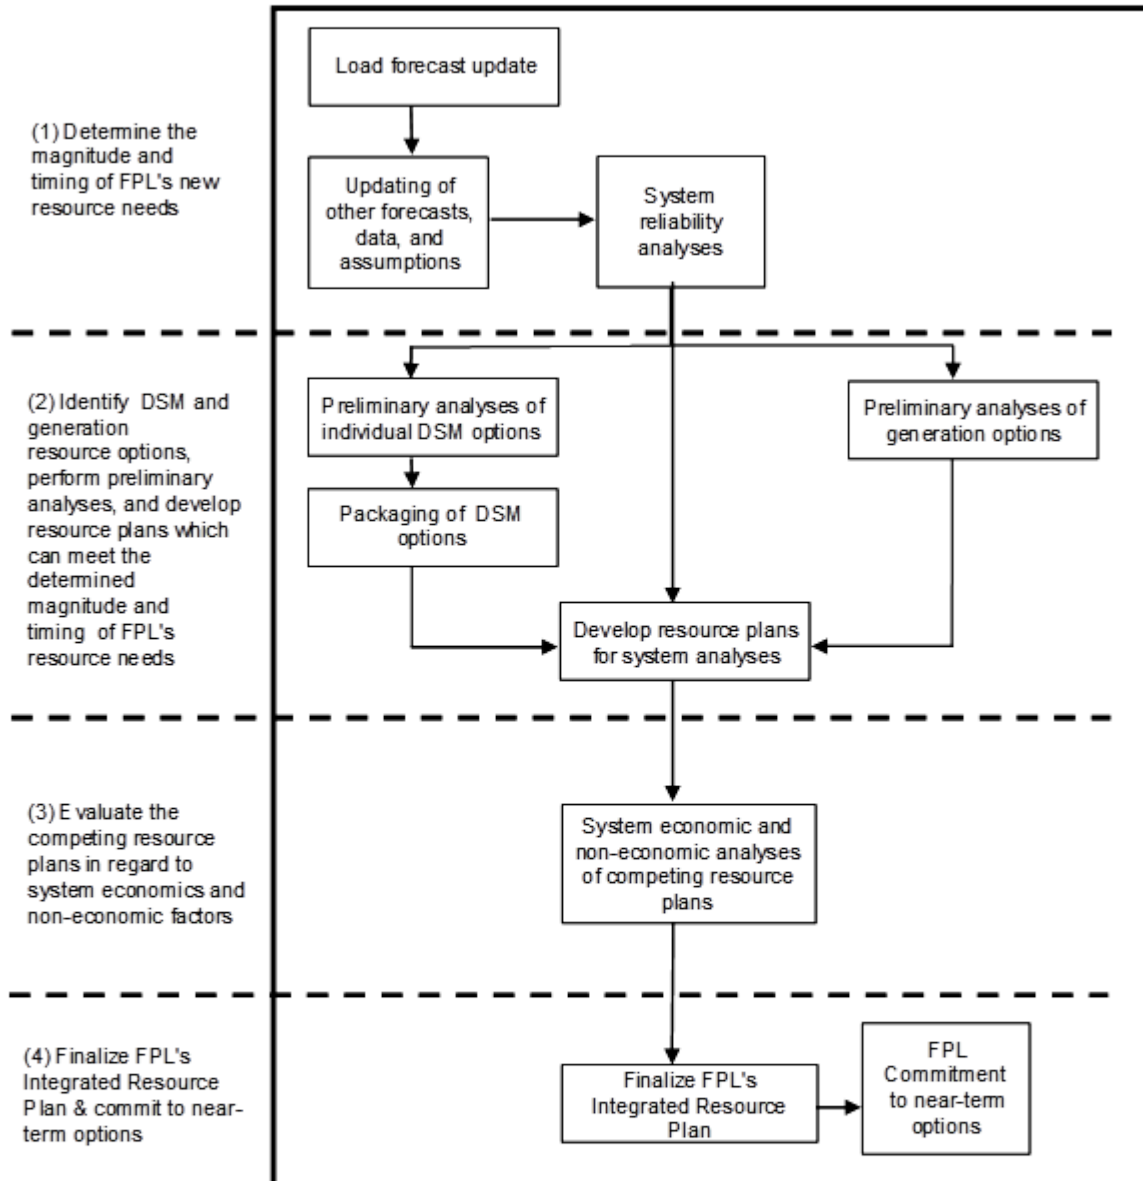 Load forecast update
(1) Determine the
magnitude and
timing of FPL's new
resource needs
Updating of
other forecasts,
data, and
assumptions
System
reliability
analyses
(2) Identify DSM and
generation
resource options,
perform preliminary
analyses, and develop
resource plans which
can meet the
determined
magnitude and
timing of FPL's
resource needs
Preliminary analyses of
individual DSM options
Preliminary analyses of
generation options
Packaging of DSM
options
Develop resource plans
for system analyses
(3) Evaluate the
competing resource
plans in regard to
system economics and
non-economic factors
System economic and
non-economic analyses
of competing resource
plans
(4) Finalize FPL's
Integrated Resource
Plan & commit to near-
term options
Finalize FPL's
Integrated Resource
Plan
FPL
Commitment
to near-term
options